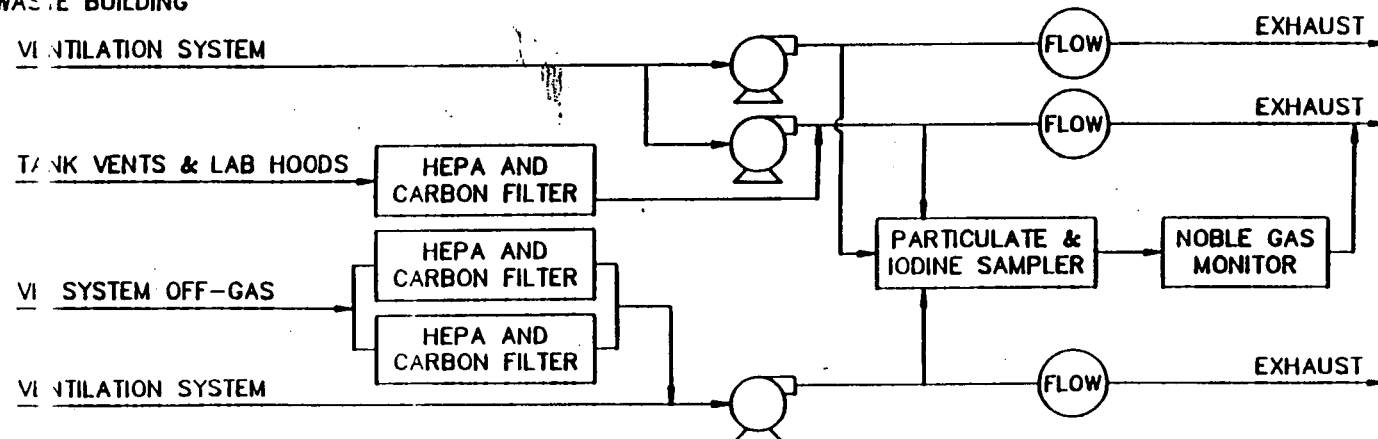 BUILDING
VENTILATION SYSTEM
FLOW
EXHAUST
FLOW
EXHAUST
TANK VENTS & LAB HOODS
HEPA AND
CARBON FILTER
PARTICULATE &
IODINE SAMPLER
NOBLE GAS
MONITOR
HEPA AND
CARBON FILTER
SYSTEM OFF-GAS
HEPA AND
CARBON FILTER
VENTILATION SYSTEM
FLOW
EXHAUST